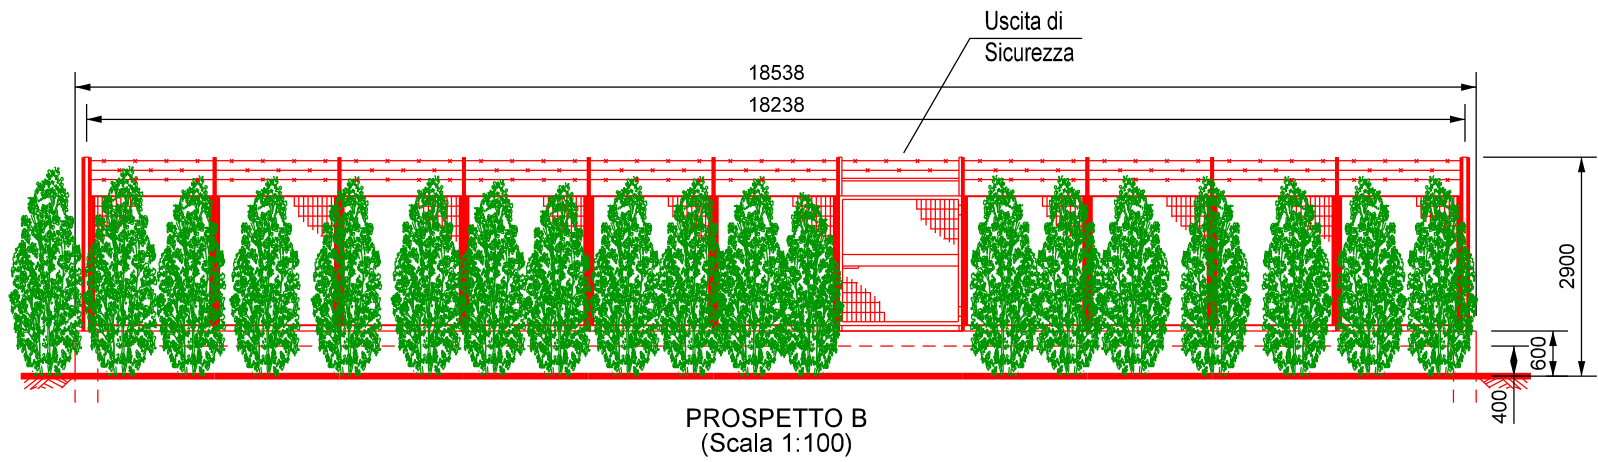 Uscita di
Sicurezza
18538
18238
2900
600
400
PROSPETTO B
(Scala 1:100)